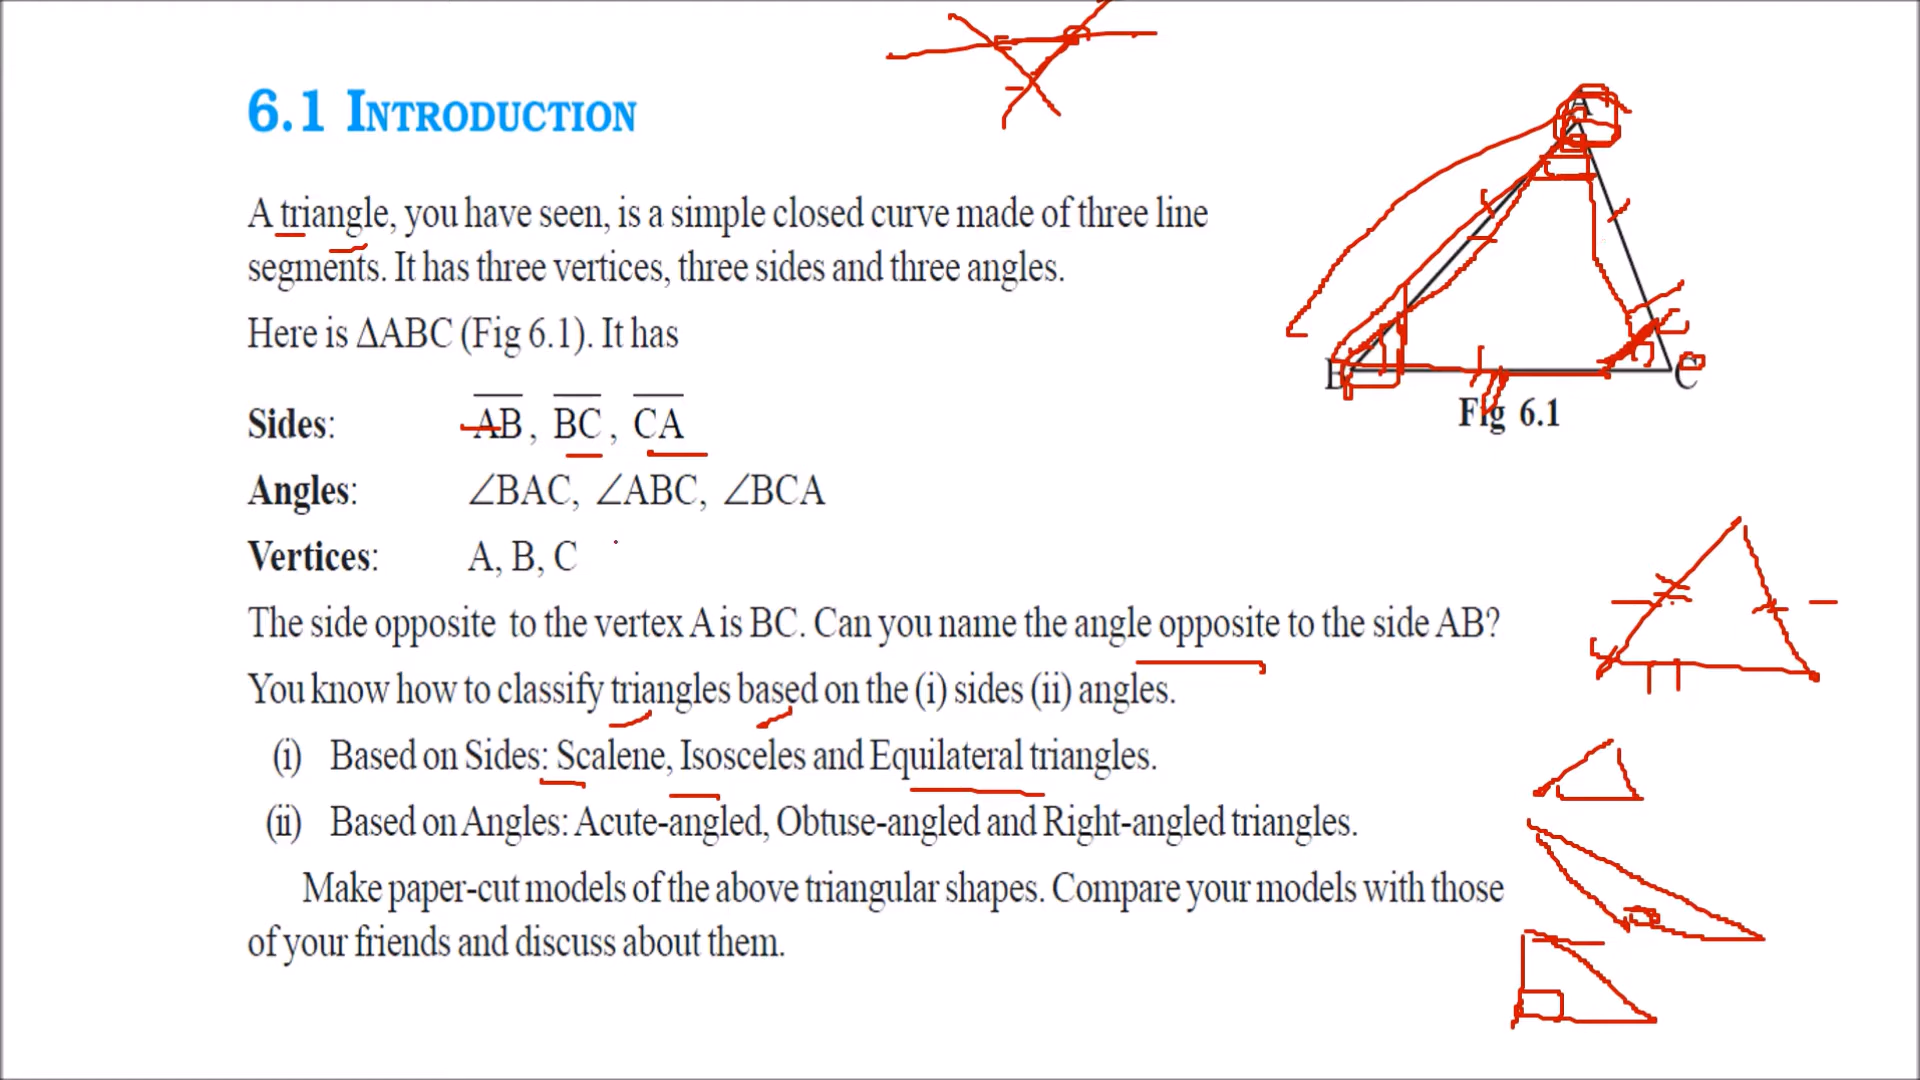 6.1 INTRODUCTION
A triangle, you have seen, is a simple closed curve made of three line
segments. It has three vertices, three sides and three angles.
Here is ΔABC (Fig 6.1). It has
Sides: AB, BC, CA
Angles: ∠BAC, ∠ABC, ∠BCA
Vertices: A, B, C
The side opposite to the vertex A is BC. Can you name the angle opposite to the side AB?
You know how to classify triangles based on the (i) sides (ii) angles.
(i) Based on Sides: Scalene, Isosceles and Equilateral triangles.
(ii) Based on Angles: Acute-angled, Obtuse-angled and Right-angled triangles.
Make paper-cut models of the above triangular shapes. Compare your models with those
of your friends and discuss about them.
A
B
C
Fig 6.1